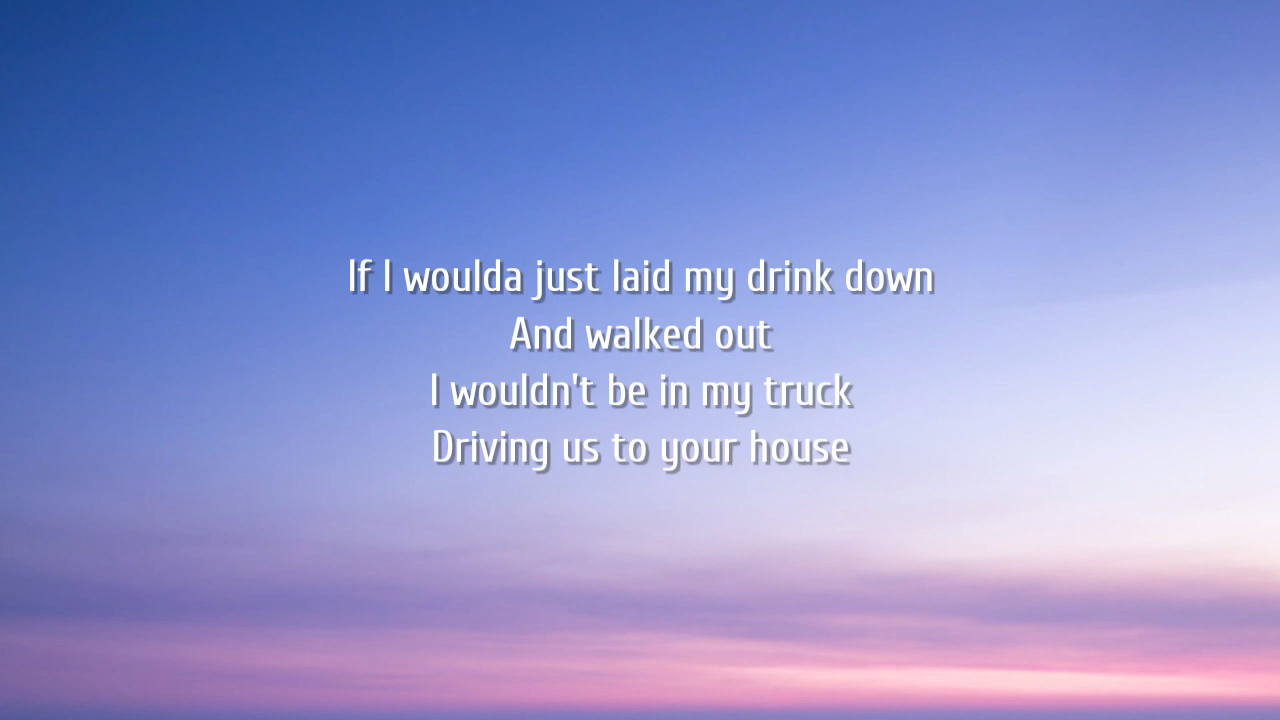 If I woulda just laid my drink down
And walked out
I wouldn't be in my truck
Driving us to your house